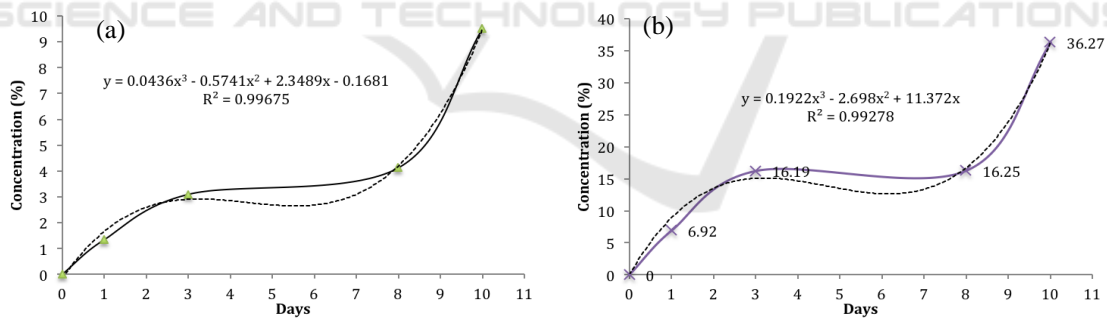 SCIENCE AND TECHNOLOGY PUBLICATIONS
(a)
y = 0.0436x³ - 0.5741x² + 2.3489x - 0.1681
R² = 0.99675
Concentration (%)
10
9
8
7
6
5
4
3
2
1
0
0 1 2 3 4 5 6 7 8 9 10 11
Days
(b)
y = 0.1922x³ - 2.698x² + 11.372x
R² = 0.99278
Concentration (%)
40
35
30
25
20
15
10
5
0
36.27
16.19
16.25
6.92
0
0 1 2 3 4 5 6 7 8 9 10 11
Days